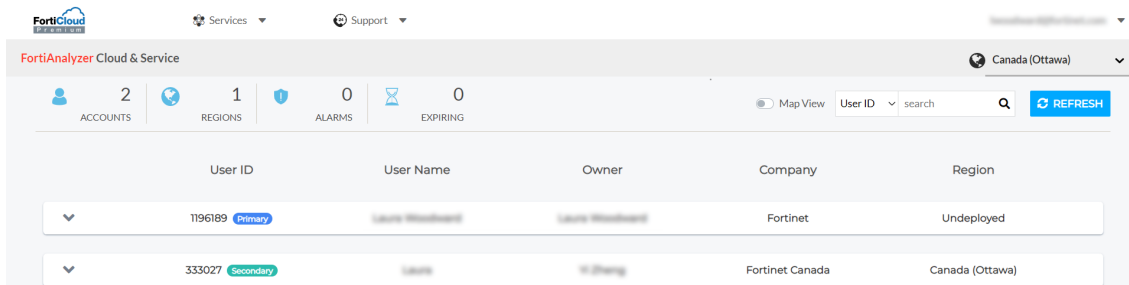 FortiCloud Services Support
Premium
FortiAnalyzer Cloud & Service Canada (Ottawa)
2 1 0 0
ACCOUNTS REGIONS ALARMS EXPIRING Map View User ID search REFRESH
User ID User Name Owner Company Region
1196189 Primary Fortinet Undeployed
333027 Secondary Fortinet Canada Canada (Ottawa)